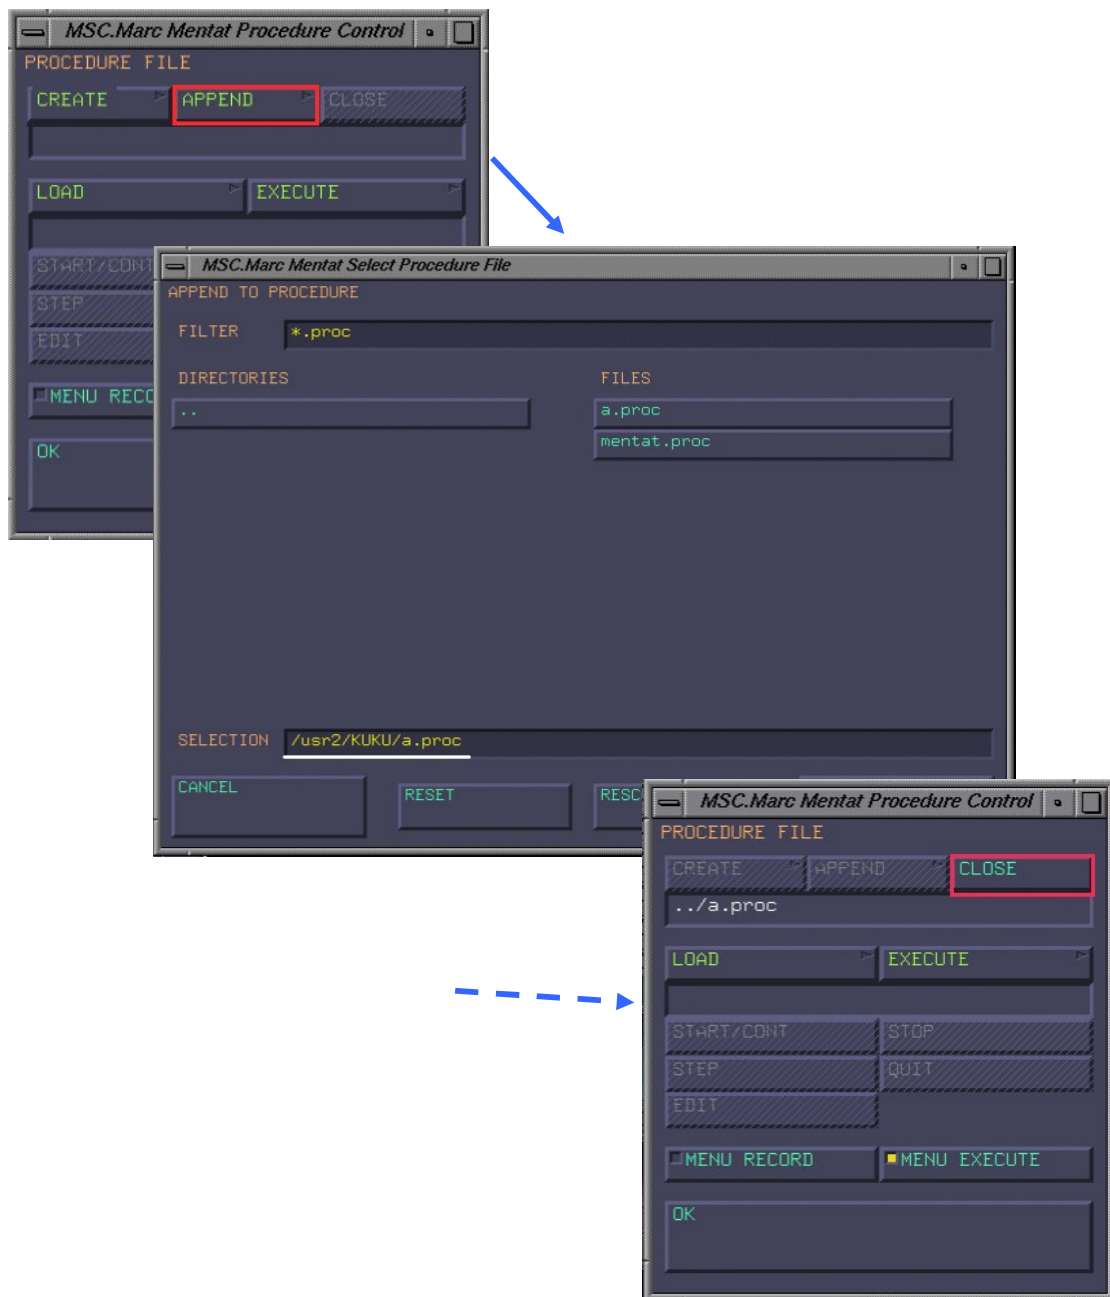 MSC.Marc Mentat Procedure Control
PROCEDURE FILE
CREATE APPEND CLOSE
LOAD EXECUTE
START/CONT
STEP
EDIT
MENU RECO
OK
MSC.Marc Mentat Select Procedure File
APPEND TO PROCEDURE
FILTER *.proc
DIRECTORIES FILES
.. a.proc
mentat.proc
SELECTION /usr2/KUKU/a.proc
CANCEL RESET RESC
MSC.Marc Mentat Procedure Control
PROCEDURE FILE
CREATE APPEND CLOSE
../a.proc
LOAD EXECUTE
START/CONT STOP
STEP QUIT
EDIT
MENU RECORD MENU EXECUTE
OK